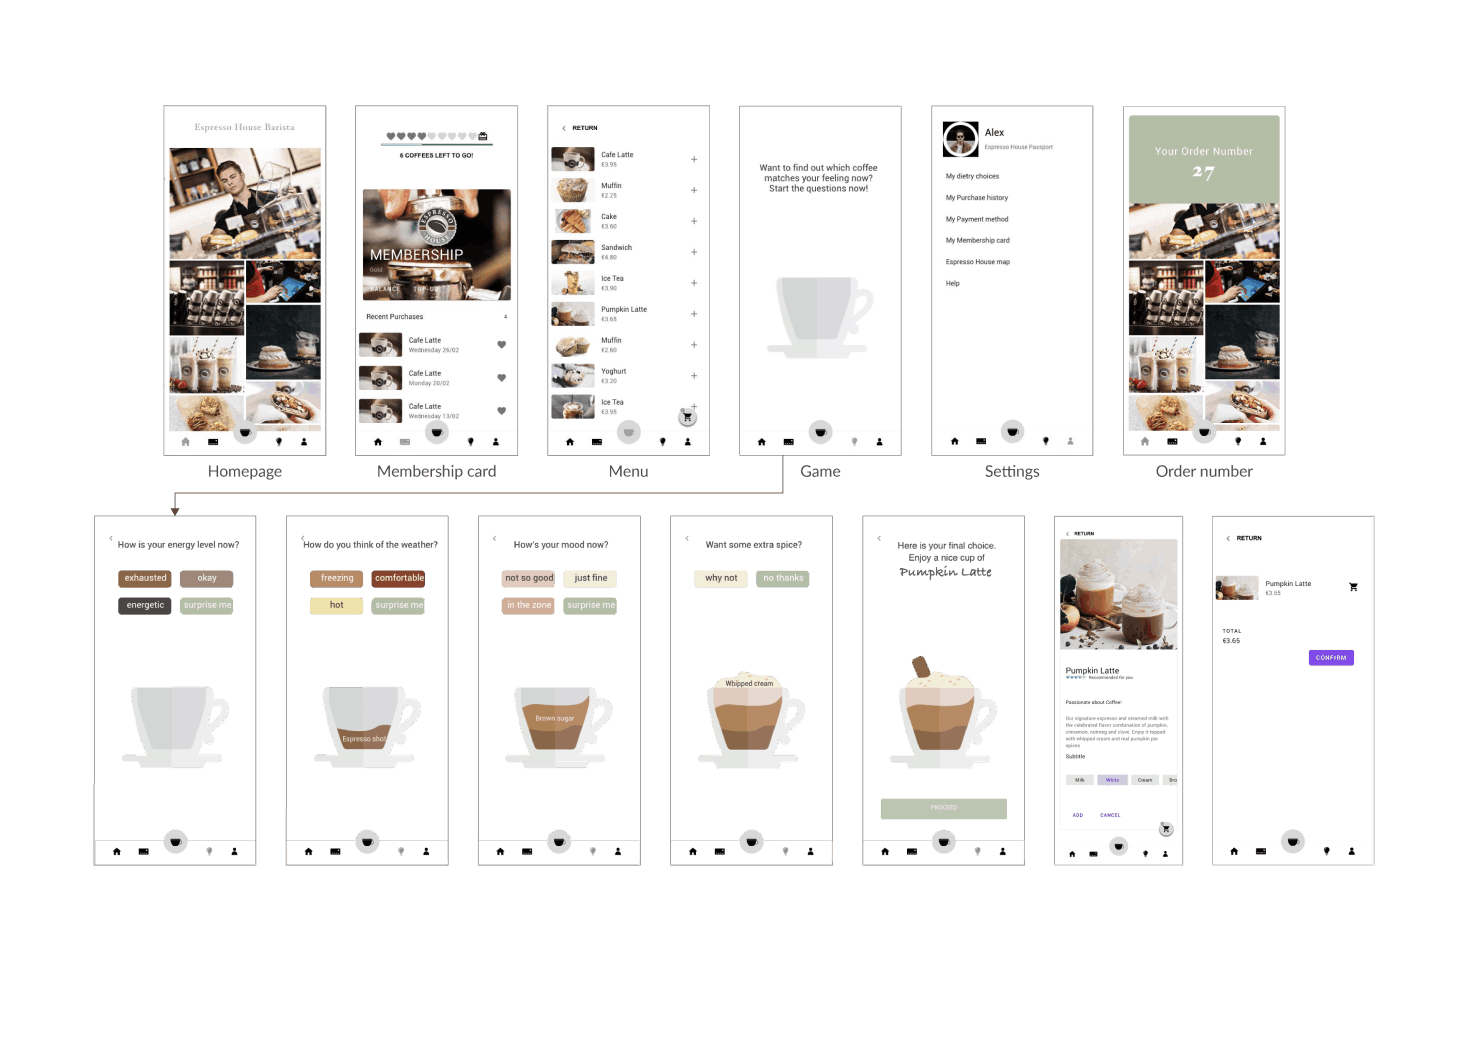 Espresso House Barista
Homepage
6 COFFEES LEFT TO GO!
ESPRESSO
HOUSE
MEMBERSHIP
Gold
BALANCE TOP-UP
Recent Purchases 4
Cafe Latte
Wednesday 26/02
Cafe Latte
Monday 20/02
Cafe Latte
Wednesday 13/02
Membership card
RETURN
Cafe Latte
€3.95
Muffin
€2.25
Cake
€3.60
Sandwich
€4.80
Ice Tea
€3.90
Pumpkin Latte
€3.65
Muffin
€2.60
Yoghurt
€3.20
Ice Tea
€3.95
Menu
Want to find out which coffee
matches your feeling now?
Start the questions now!
Game
Alex
Espresso House Passport
My dietry choices
My Purchase history
My Payment method
My Membership card
Espresso House map
Help
Settings
Your Order Number
27
Order number
How is your energy level now?
exhausted okay
energetic surprise me
How do you think of the weather?
freezing comfortable
hot surprise me
Espresso shot
How's your mood now?
not so good just fine
in the zone surprise me
Brown sugar
Want some extra spice?
why not no thanks
Whipped cream
Here is your final choice.
Enjoy a nice cup of
Pumpkin Latte
PROCEED
RETURN
Pumpkin Latte
Recommended for you
Passionate about Coffee!
Our signature espresso and steamed milk with
the celebrated flavor combination of pumpkin,
cinnamon, nutmeg and clove. Enjoy it topped
with whipped cream and real pumpkin pie
spices
Subtitle
Milk White Cream Bro
ADD CANCEL
RETURN
Pumpkin Latte
€3.65
TOTAL
€3.65
CONFIRM